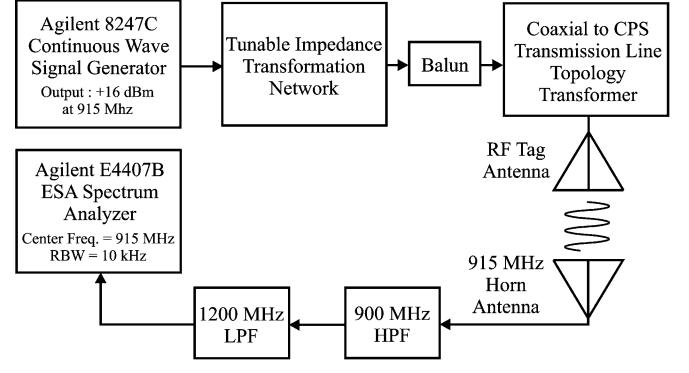 Agilent 8247C
Continuous Wave
Signal Generator
Output : +16 dBm
at 915 Mhz
Tunable Impedance
Transformation
Network
Balun
Coaxial to CPS
Transmission Line
Topology
Transformer
RF Tag
Antenna
915 MHz
Horn
Antenna
900 MHz
HPF
1200 MHz
LPF
Agilent E4407B
ESA Spectrum
Analyzer
Center Freq. = 915 MHz
RBW = 10 kHz